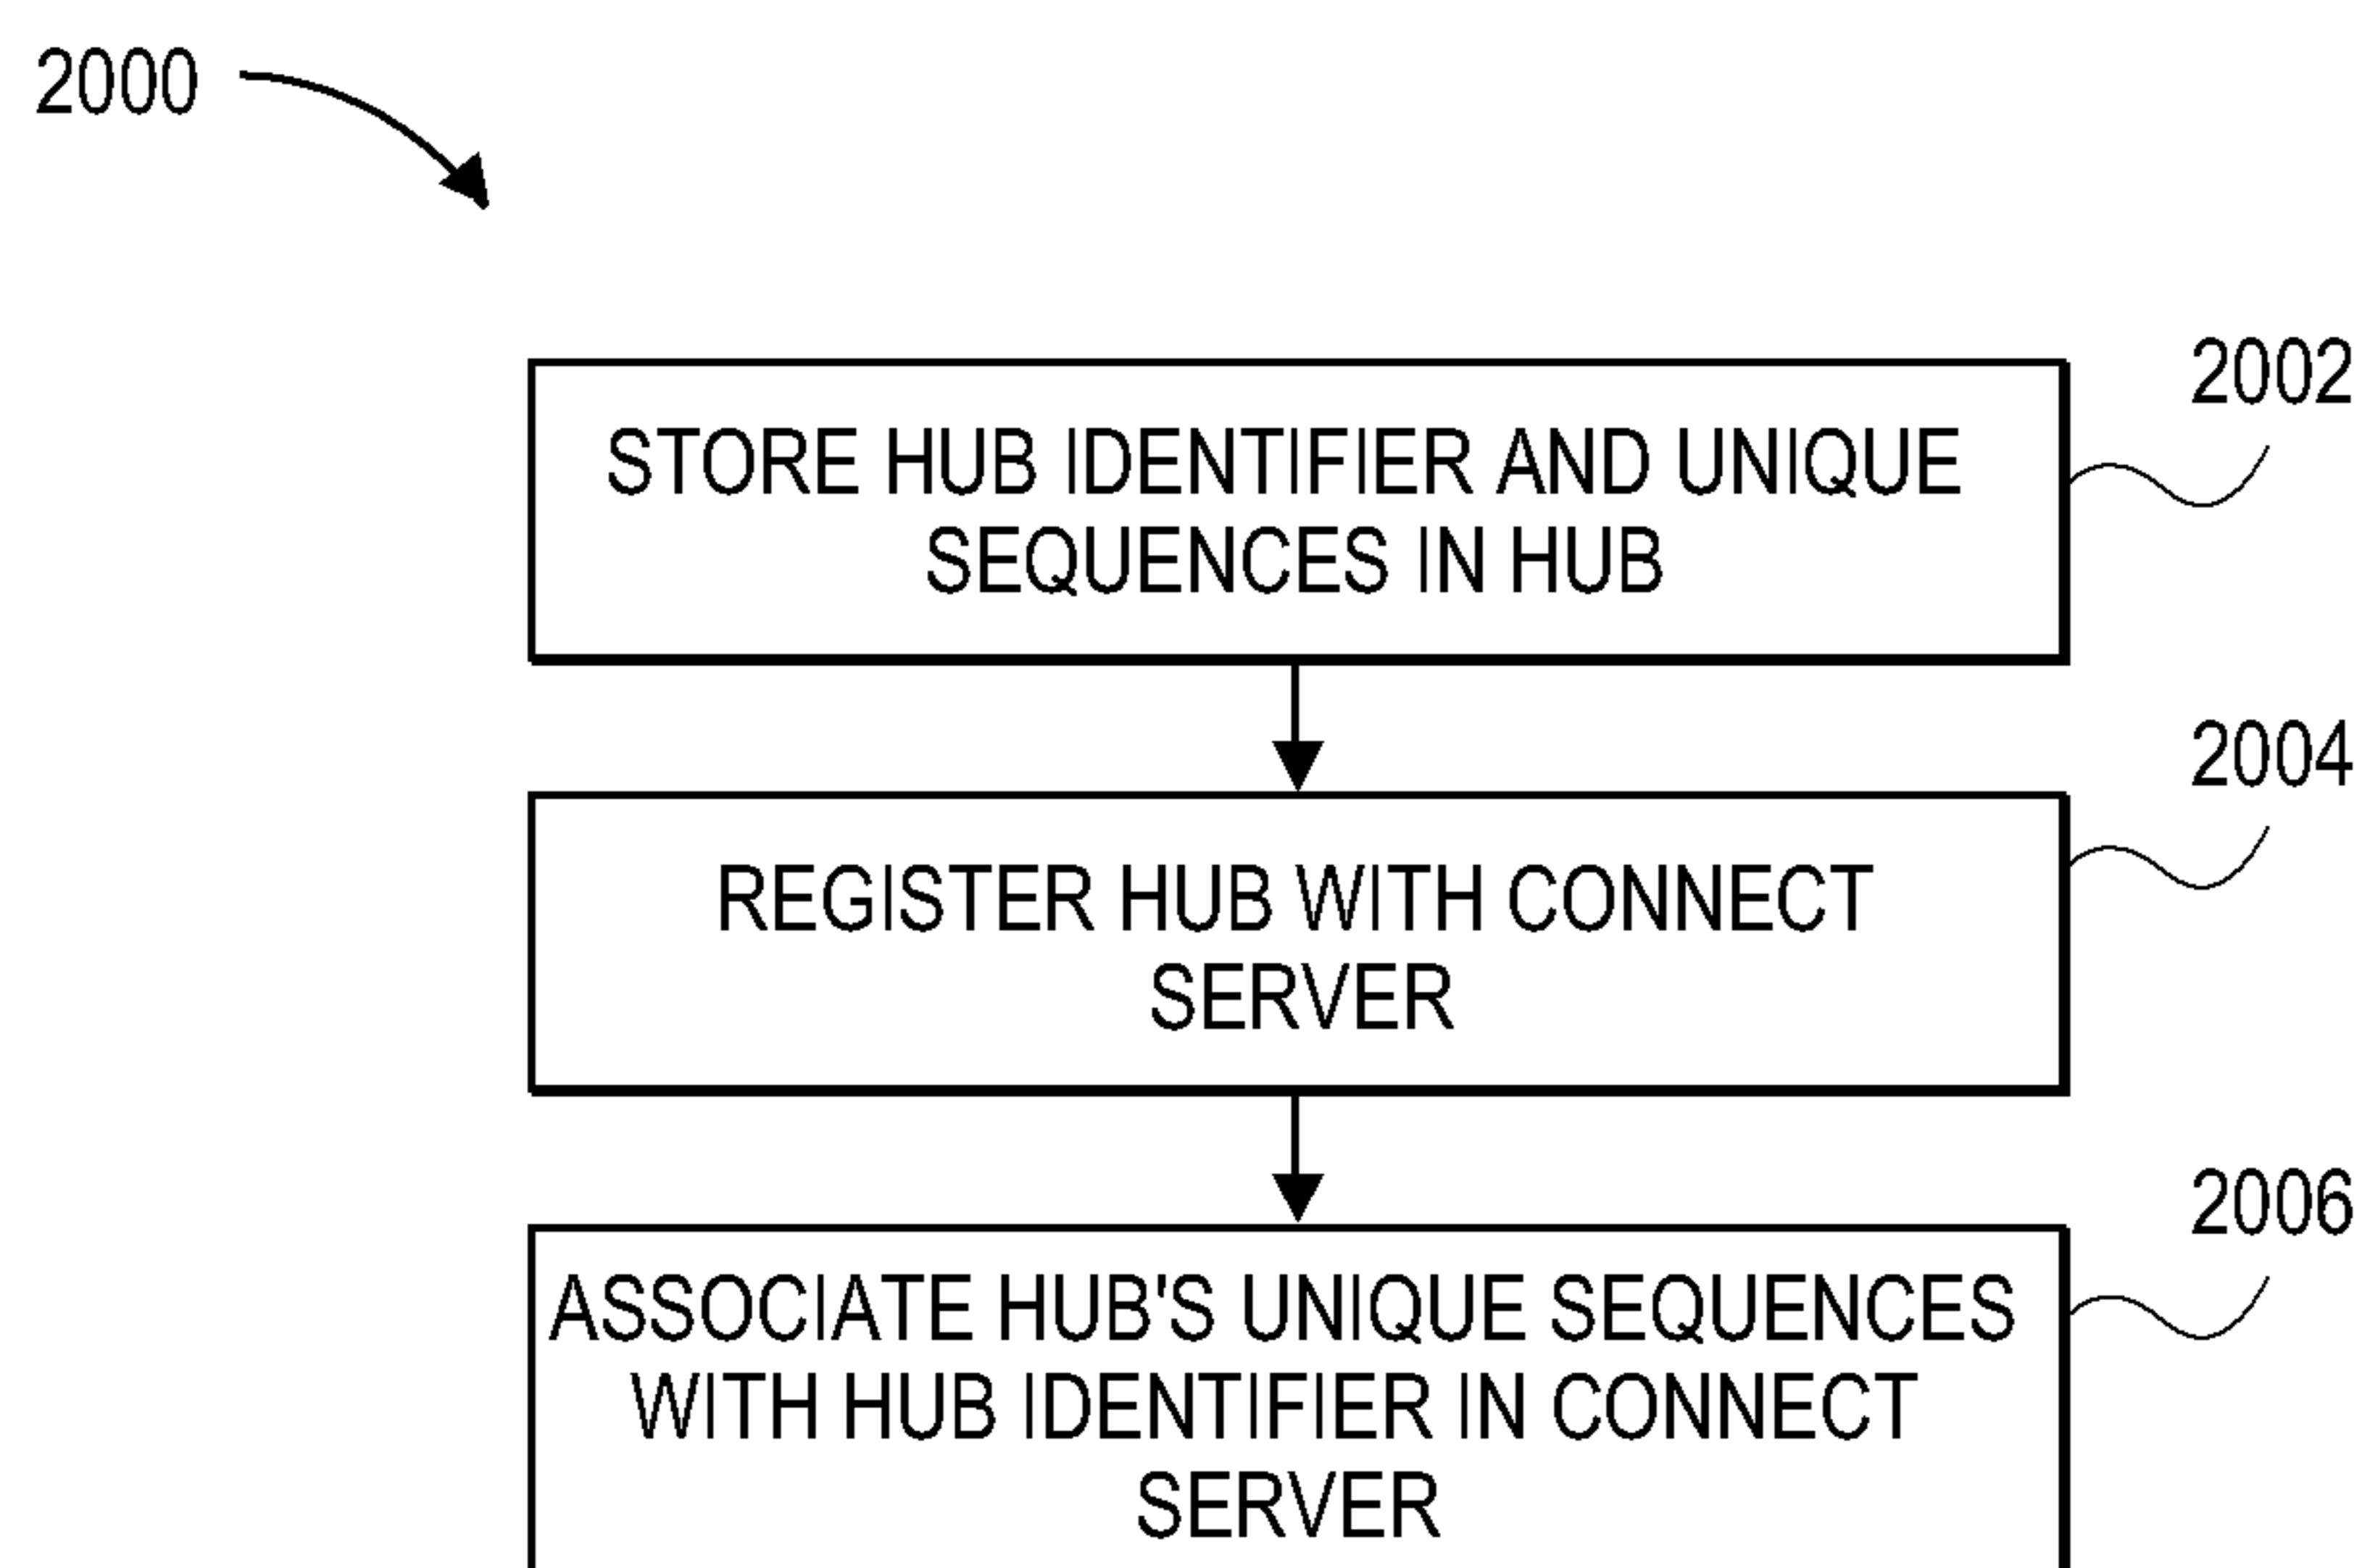 2000
2002
STORE HUB IDENTIFIER AND UNIQUE
SEQUENCES IN HUB
2004
REGISTER HUB WITH CONNECT
SERVER
2006
ASSOCIATE HUB'S UNIQUE SEQUENCES
WITH HUB IDENTIFIER IN CONNECT
SERVER